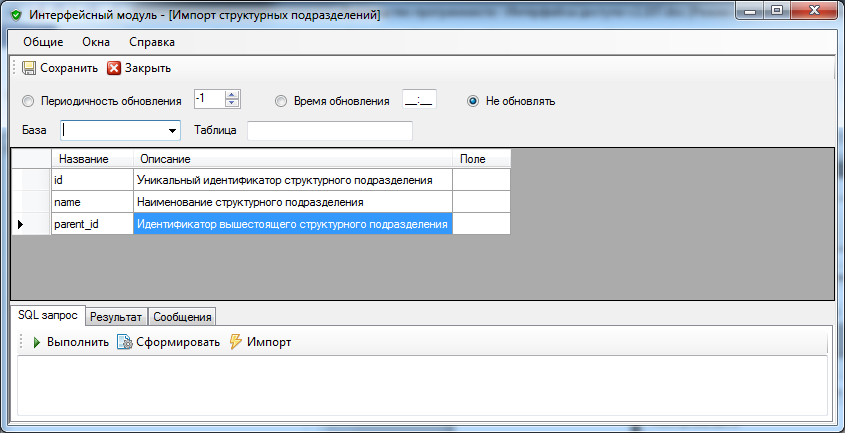 Интерфейсный модуль - [Импорт структурных подразделений]
Общие Окна Справка
Сохранить Закрыть
Периодичность обновления -1 Время обновления __:__ Не обновлять
База Таблица
Название Описание Поле
id Уникальный идентификатор структурного подразделения
name Наименование структурного подразделения
parent_id Идентификатор вышестоящего структурного подразделения
SQL запрос Результат Сообщения
Выполнить Сформировать Импорт